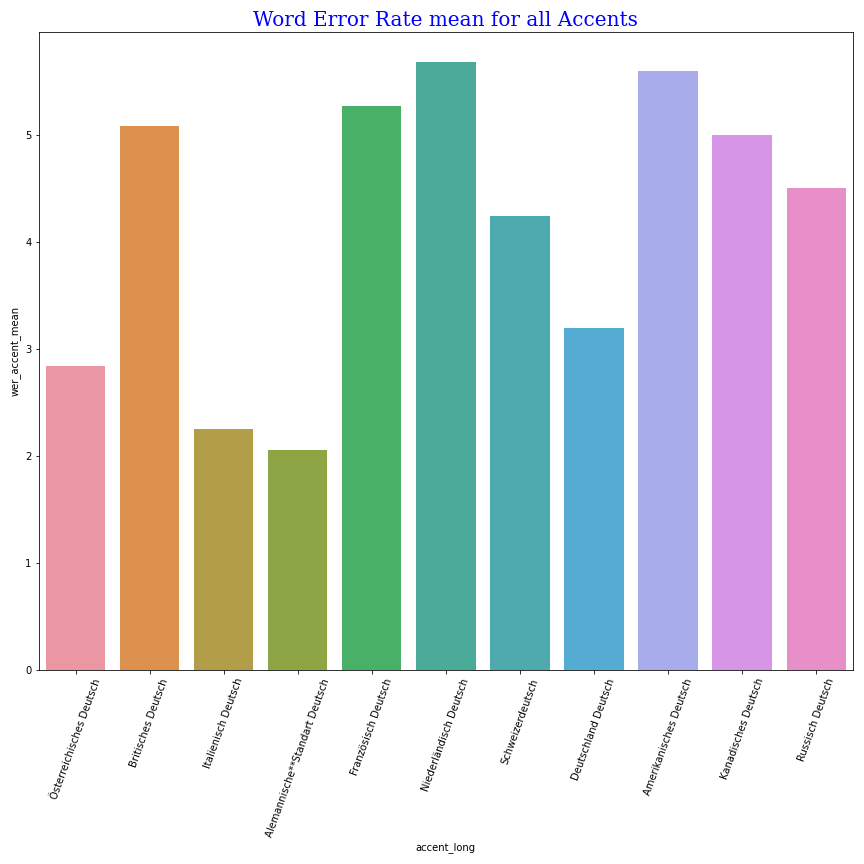 Word Error Rate mean for all Accents
wer_accent_mean
5
4
3
2
1
0
Österreichisches Deutsch
Britisches Deutsch
Italienisch Deutsch
Alemannische**Standart Deutsch
Französisch Deutsch
Niederländisch Deutsch
Schweizerdeutsch
Deutschland Deutsch
Amerikanisches Deutsch
Kanadisches Deutsch
Russisch Deutsch
accent_long